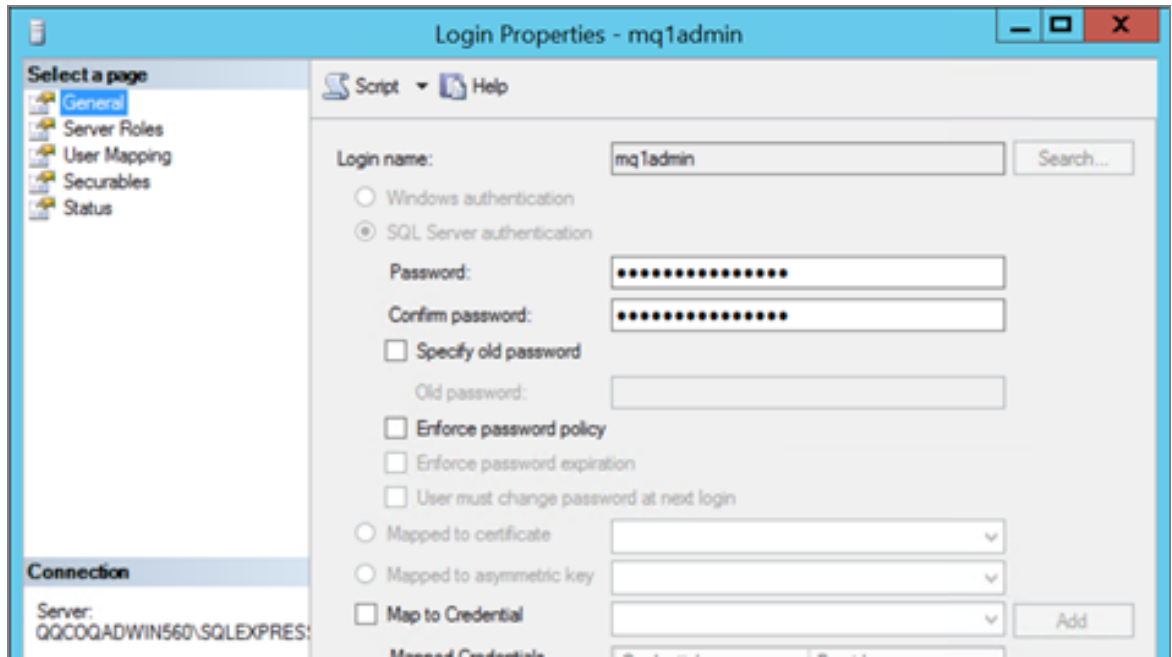 Login Properties - mq1admin
Select a page
General
Server Roles
User Mapping
Securables
Status
Script Help
Login name: mq1admin Search...
Windows authentication
SQL Server authentication
Password: ●●●●●●●●●●●●●●●
Confirm password: ●●●●●●●●●●●●●●●
Specify old password
Old password:
Enforce password policy
Enforce password expiration
User must change password at next login
Mapped to certificate
Mapped to asymmetric key
Map to Credential Add
Mapped Credentials
Connection
Server:
QQCOQADWIN560\SQLEXPRES